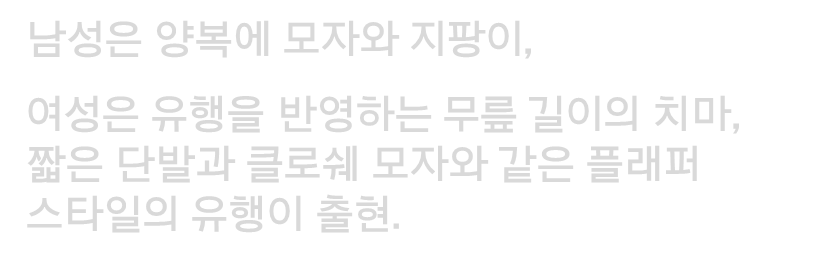 남성은 양복에 모자와 지팡이,
여성은 유행을 반영하는 무릎 길이의 치마,
짧은 단발과 클로쉐 모자와 같은 플래퍼
스타일의 유행이 출현.